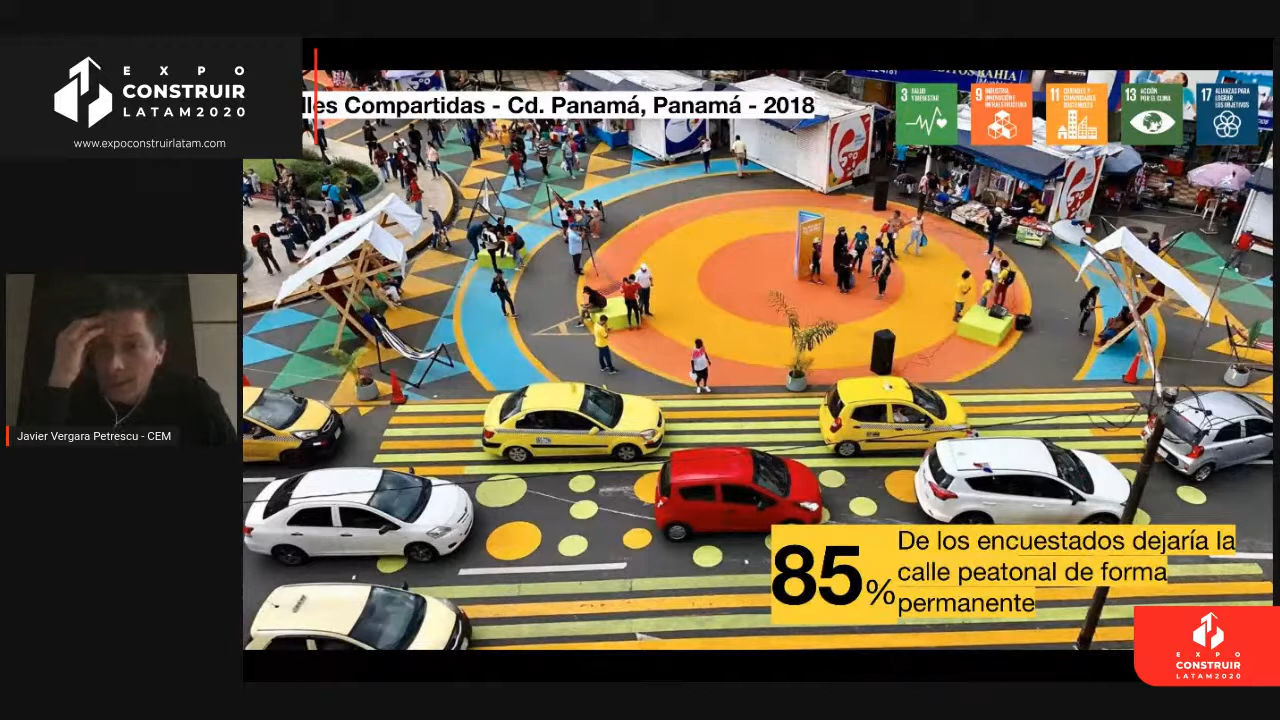 E X P O
CONSTRUIR
LATAM2020
www.expoconstruirlatam.com
lles Compartidas - Cd. Panamá, Panamá - 2018
3 SALUD
Y BIENESTAR
9 INDUSTRIA,
INNOVACIÓN E
INFRAESTRUCTURA
11 CIUDADES Y
COMUNIDADES
SOSTENIBLES
13 ACCIÓN
POR EL CLIMA
17 ALIANZAS PARA
LOGRAR
LOS OBJETIVOS
BAHIA
Javier Vergara Petrescu - CEM
85%
De los encuestados dejaría la
calle peatonal de forma
permanente
E X P O
CONSTRUIR
LATAM2020